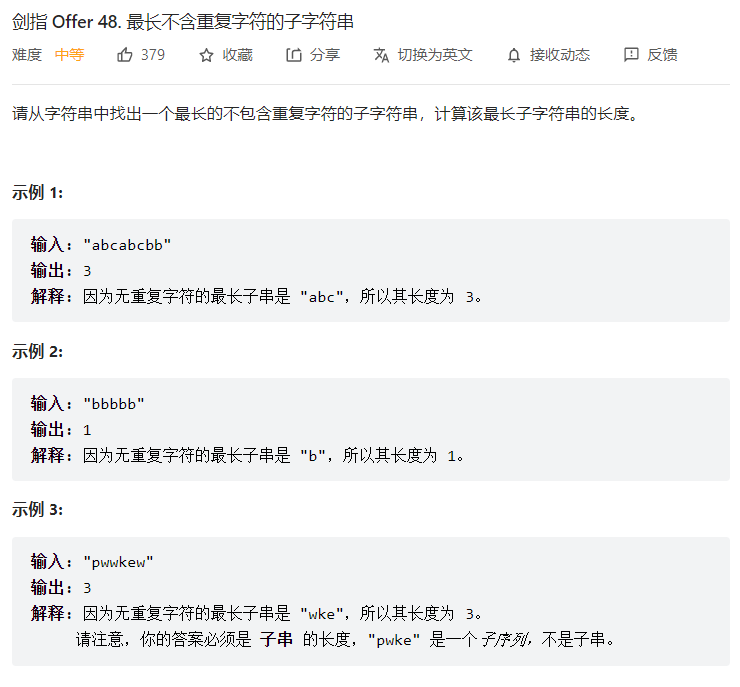 剑指 Offer 48. 最长不含重复字符的子字符串
难度 中等 379 收藏 分享 切换为英文 接收动态 反馈
请从字符串中找出一个最长的不包含重复字符的子字符串，计算该最长子字符串的长度。
示例 1:
输入: "abcabcbb"
输出: 3
解释: 因为无重复字符的最长子串是 "abc"，所以其长度为 3。
示例 2:
输入: "bbbbb"
输出: 1
解释: 因为无重复字符的最长子串是 "b"，所以其长度为 1。
示例 3:
输入: "pwwkew"
输出: 3
解释: 因为无重复字符的最长子串是 "wke"，所以其长度为 3。
请注意，你的答案必须是 子串 的长度，"pwke" 是一个子序列，不是子串。